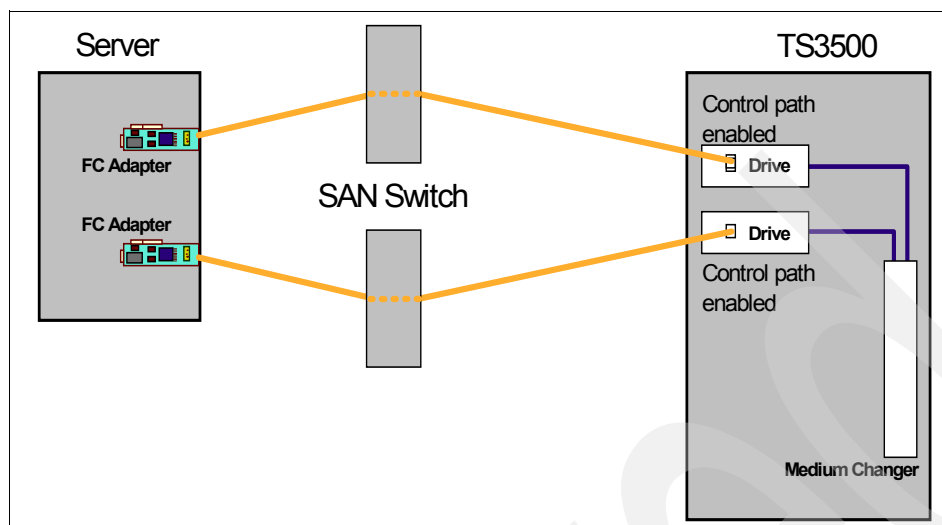 Server
TS3500
Control path
enabled
Drive
FC Adapter
SAN Switch
FC Adapter
Drive
Control path
enabled
Medium Changer